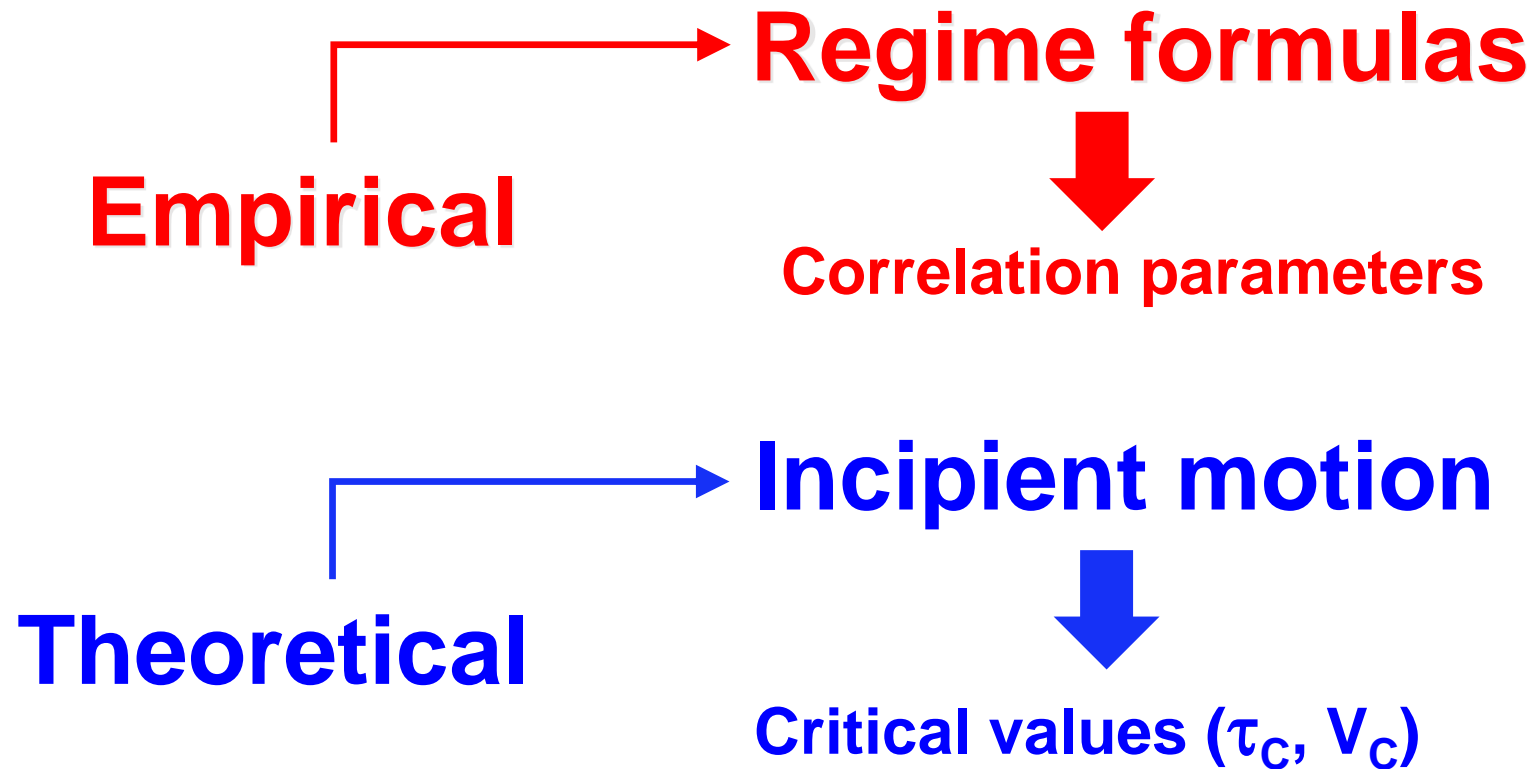 Regime formulas
Empirical
Correlation parameters
Incipient motion
Theoretical
Critical values (τC, VC)